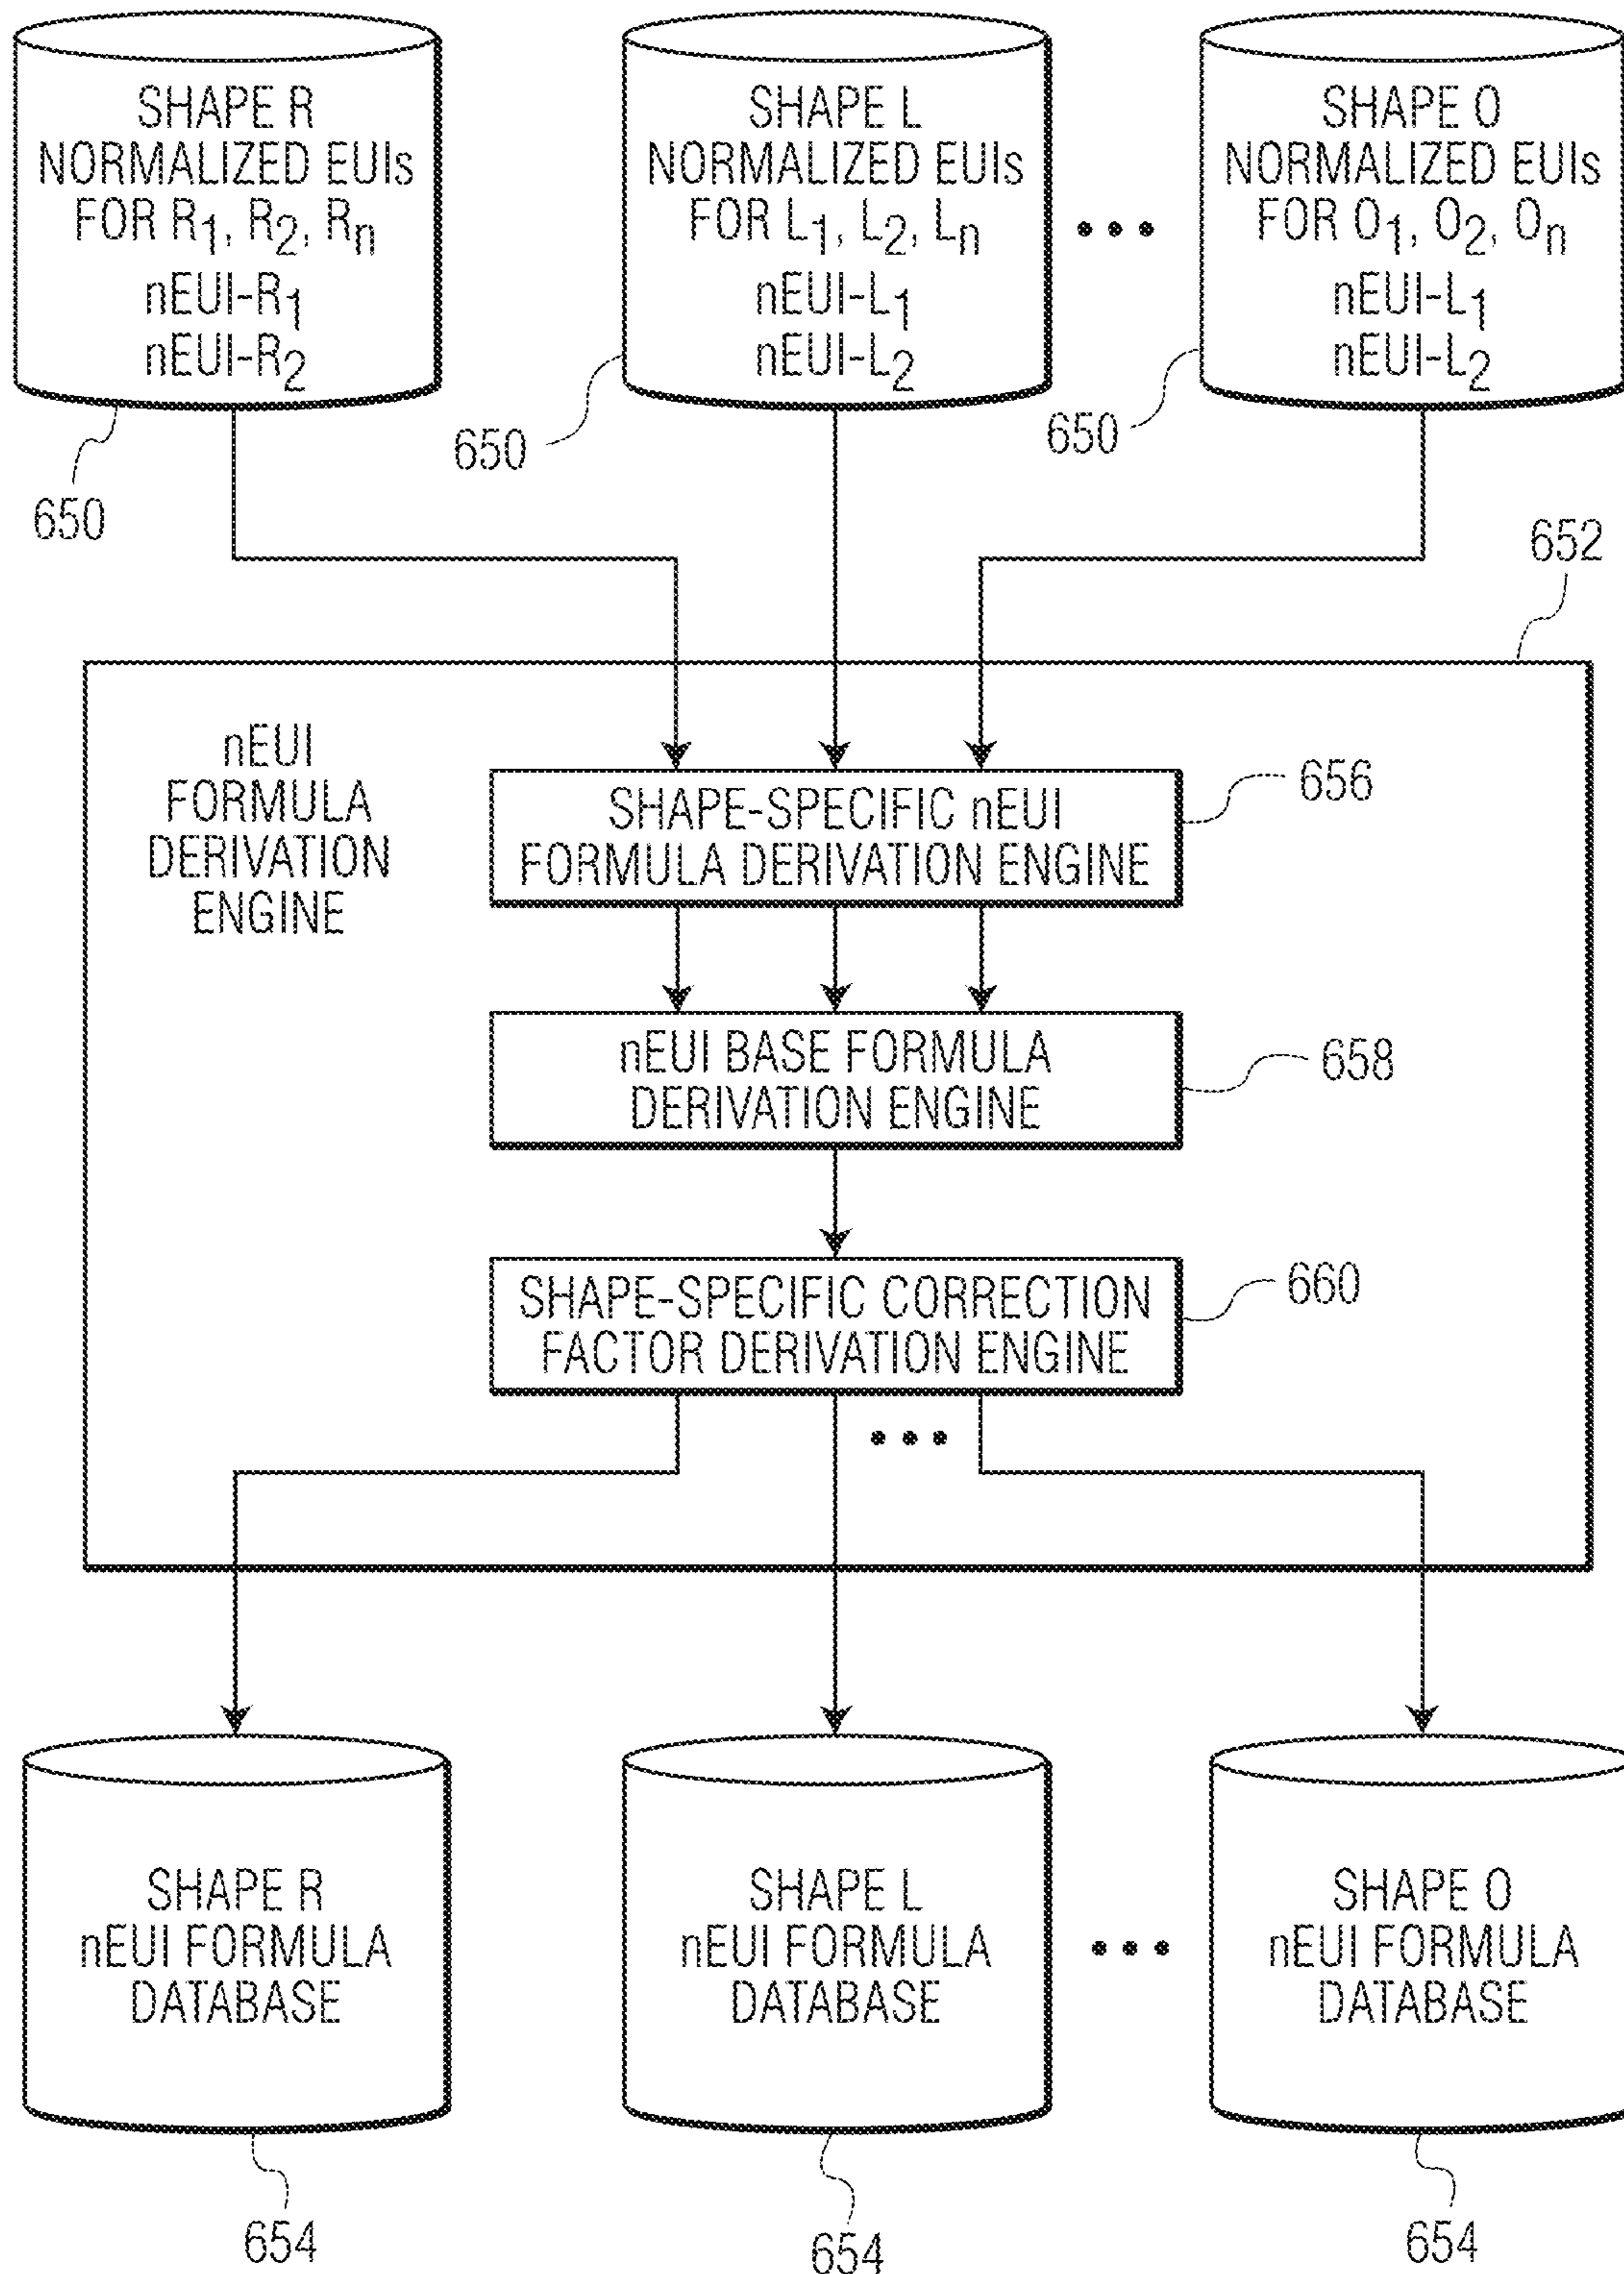 SHAPE R
NORMALIZED EUIs
FOR R1, R2, Rn
nEUI-R1
nEUI-R2
SHAPE L
NORMALIZED EUIs
FOR L1, L2, Ln
nEUI-L1
nEUI-L2
•••
SHAPE O
NORMALIZED EUIs
FOR O1, O2, On
nEUI-L1
nEUI-L2
650
650
650
652
nEUI
FORMULA
DERIVATION
ENGINE
SHAPE-SPECIFIC nEUI
FORMULA DERIVATION ENGINE
656
nEUI BASE FORMULA
DERIVATION ENGINE
658
SHAPE-SPECIFIC CORRECTION
FACTOR DERIVATION ENGINE
660
•••
SHAPE R
nEUI FORMULA
DATABASE
SHAPE L
nEUI FORMULA
DATABASE
•••
SHAPE O
nEUI FORMULA
DATABASE
654
654
654